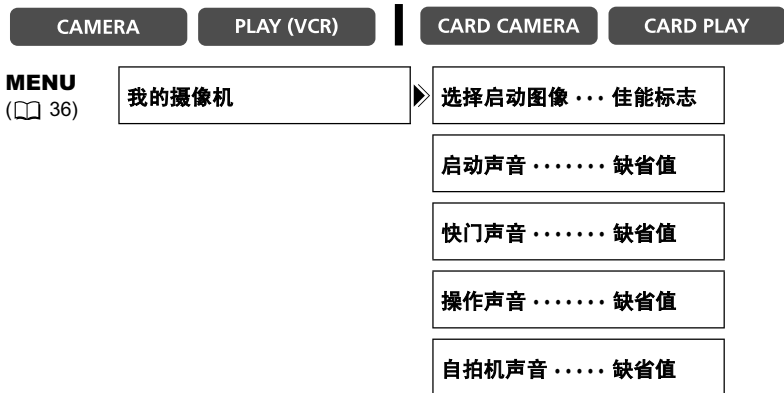 CAMERA PLAY (VCR) CARD CAMERA CARD PLAY
MENU 我的摄像机 选择启动图像 ··· 佳能标志
( 36)
启动声音 ······· 缺省值
快门声音 ······· 缺省值
操作声音 ······· 缺省值
自拍机声音 ····· 缺省值